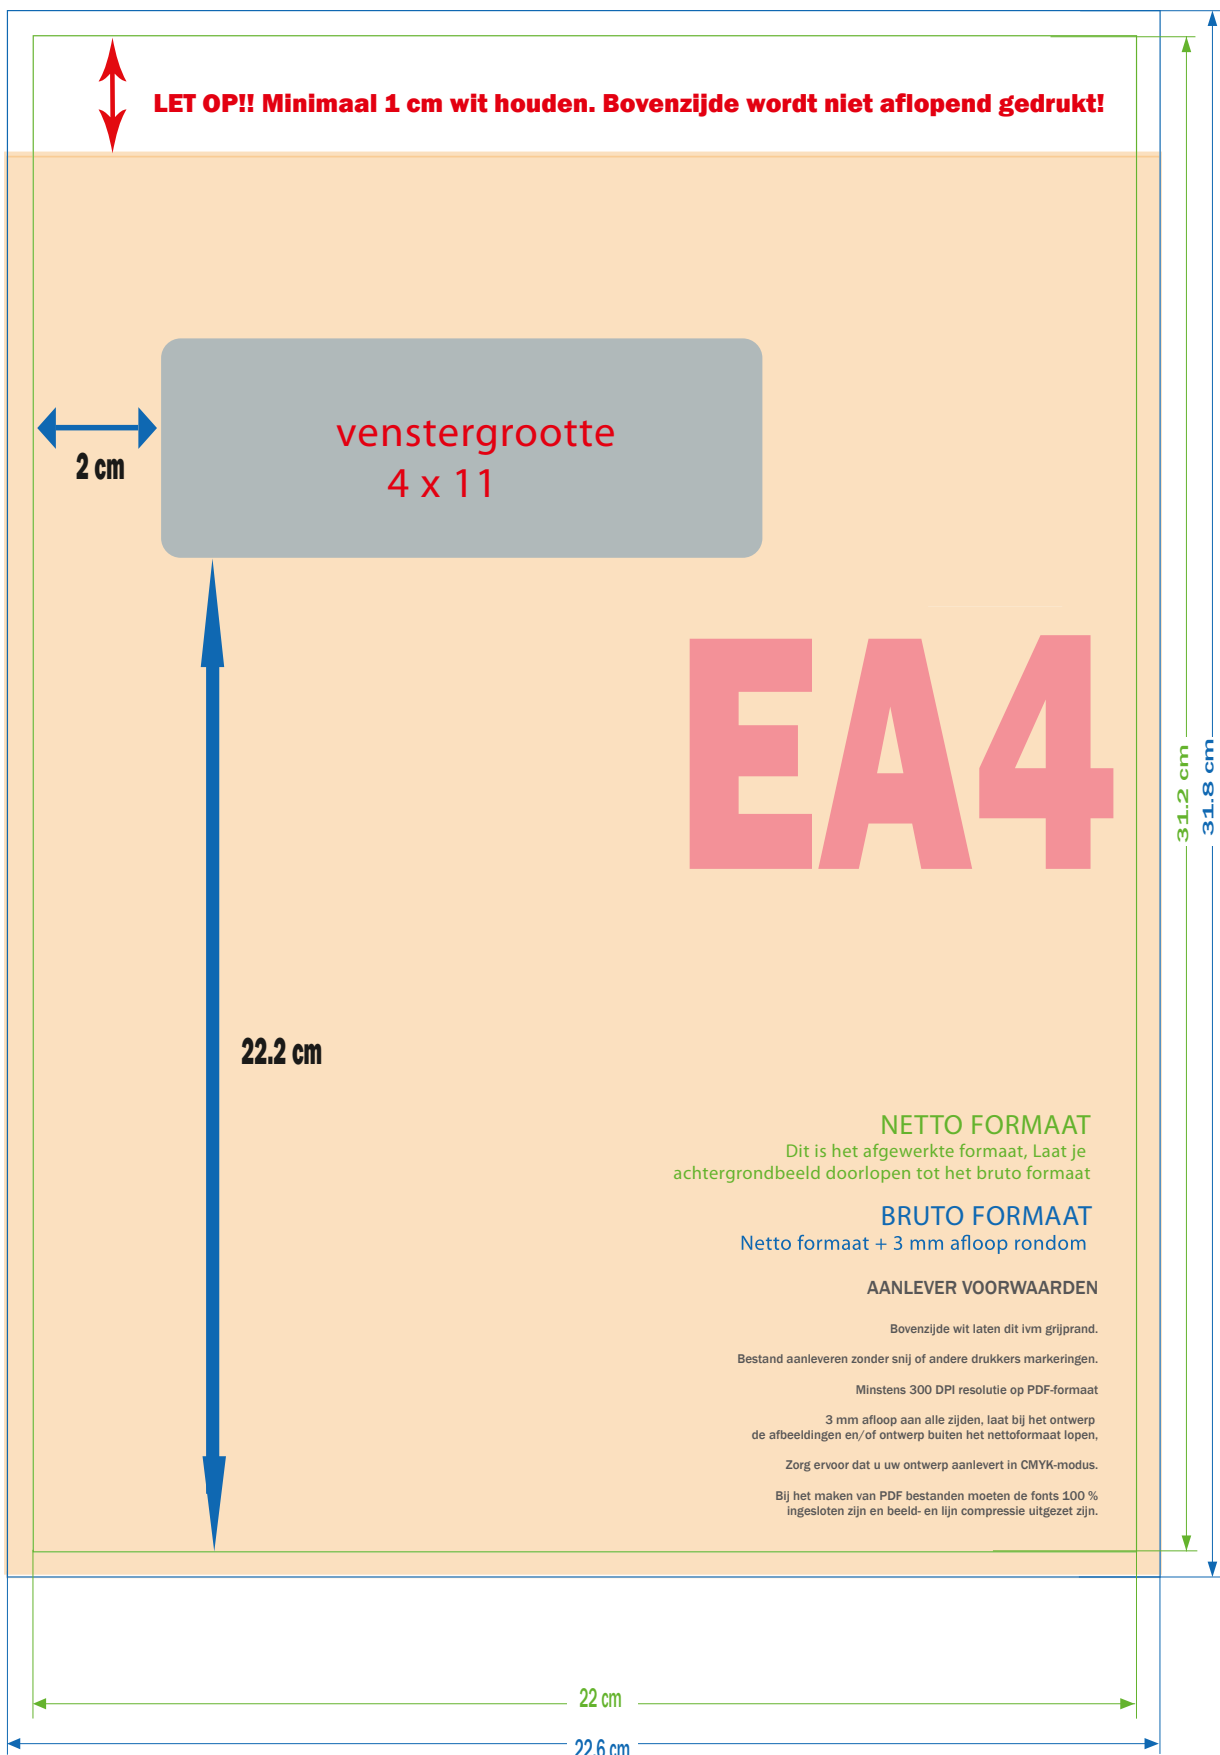 LET OP!! Minimaal 1 cm wit houden. Bovenzijde wordt niet aflopend gedrukt!
venstergrootte
4 x 11
2 cm
EA4
31.2 cm
31.8 cm
22.2 cm
NETTO FORMAAT
Dit is het afgewerkte formaat, Laat je
achtergrondbeeld doorlopen tot het bruto formaat
BRUTO FORMAAT
Netto formaat + 3 mm afloop rondom
AANLEVER VOORWAARDEN
Bovenzijde wit laten dit ivm grijprand.
Bestand aanleveren zonder snij of andere drukkers markeringen.
Minstens 300 DPI resolutie op PDF-formaat
3 mm afloop aan alle zijden, laat bij het ontwerp
de afbeeldingen en/of ontwerp buiten het nettoformaat lopen,
Zorg ervoor dat u uw ontwerp aanlevert in CMYK-modus.
Bij het maken van PDF bestanden moeten de fonts 100 %
ingesloten zijn en beeld- en lijn compressie uitgezet zijn.
22 cm
22.6 cm